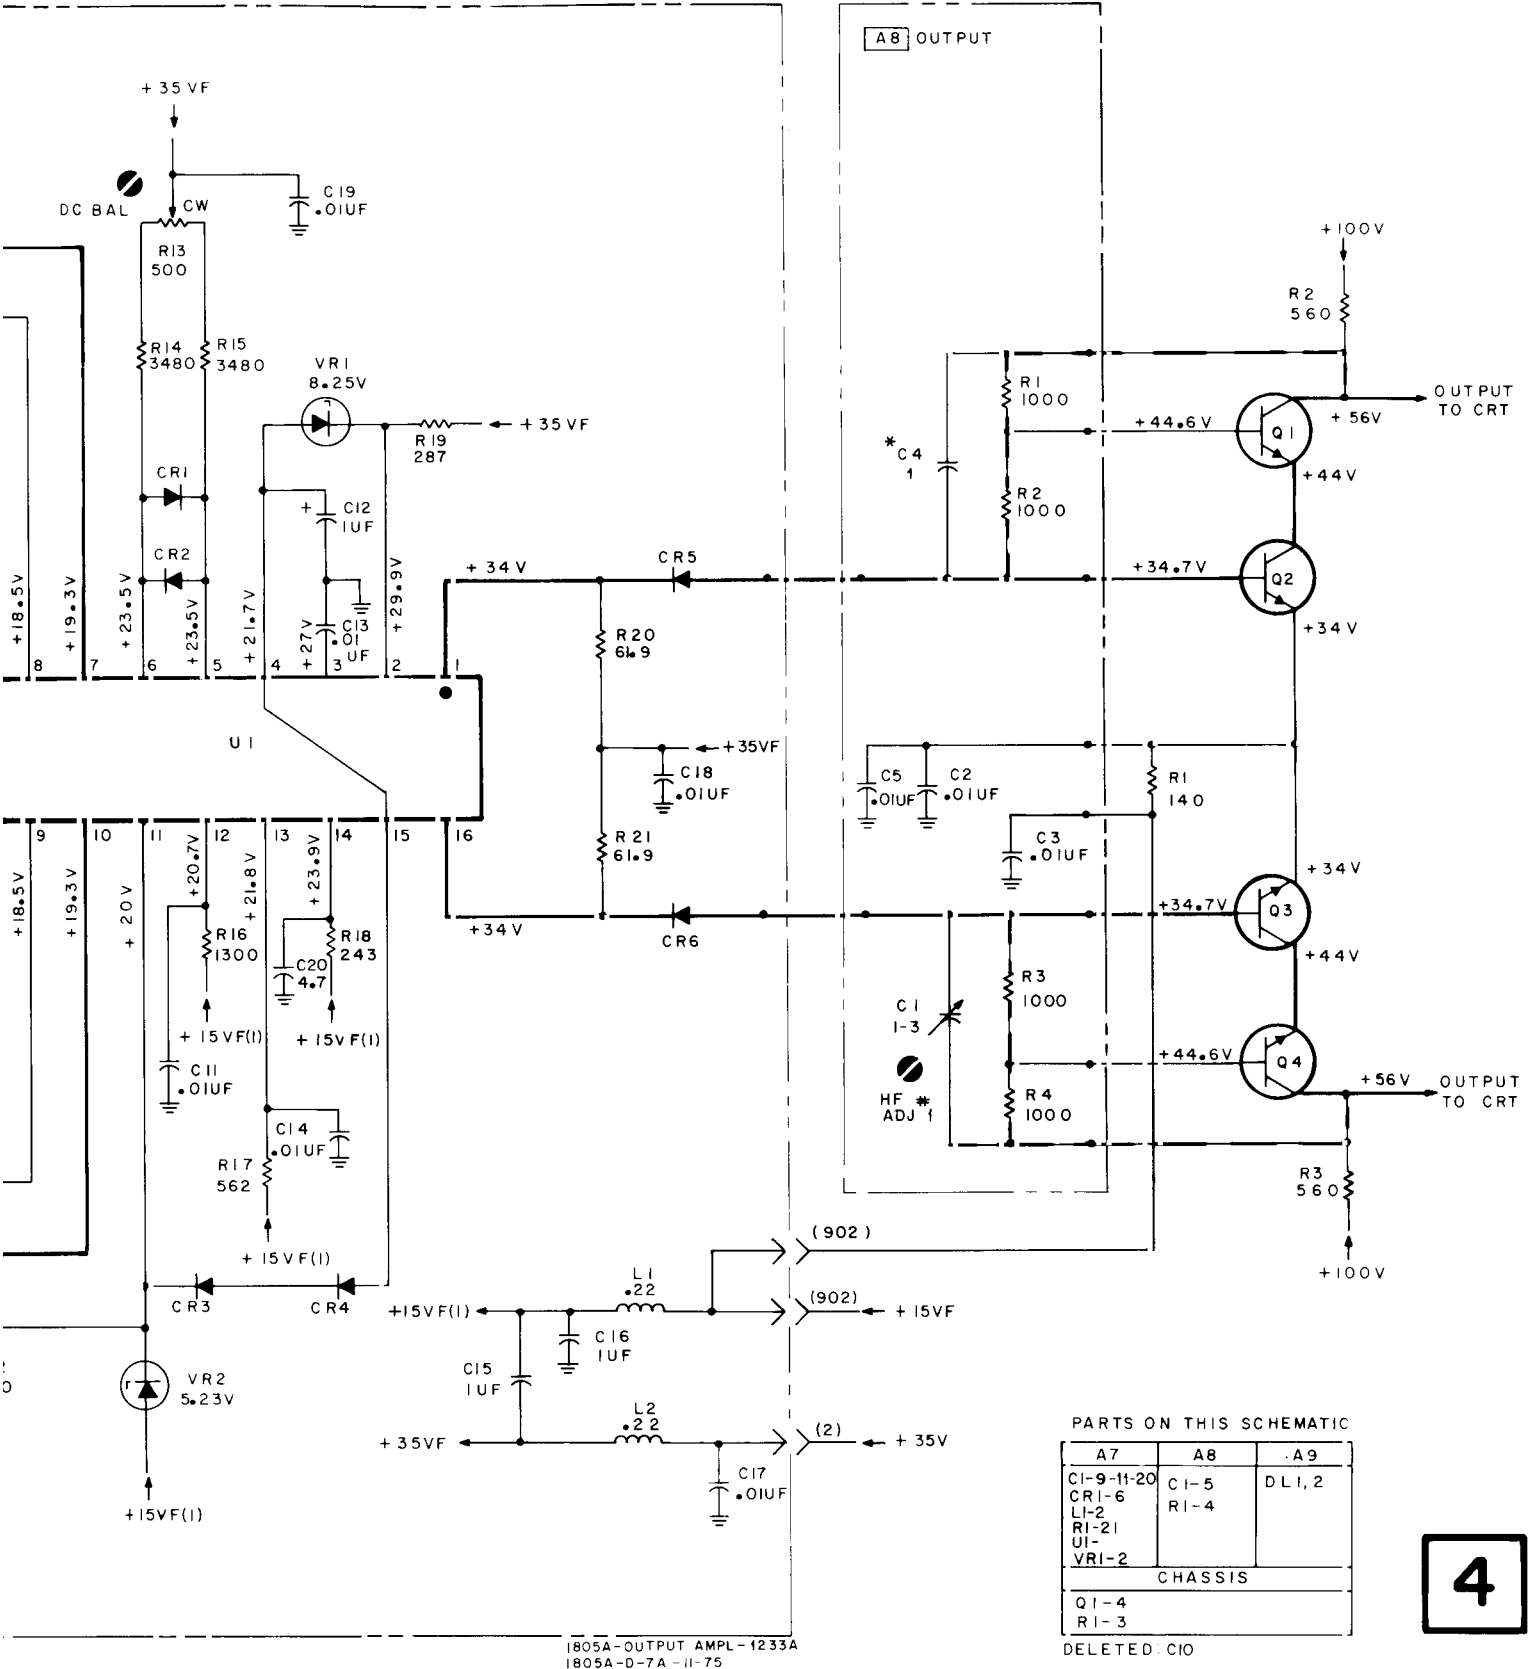 A8 OUTPUT
+35VF
DC BAL
CW
C19
.01UF
R13
500
+100V
R2
560
R14
3480
R15
3480
VR1
8.25V
R19
287
+35VF
R1
1000
OUTPUT
TO CRT
+56V
+44.6V
Q1
*C4
1
+44V
CR1
C12
1UF
+
R2
1000
CR2
+34V
CR5
+34.7V
Q2
+34V
+18.5V
+19.3V
+23.5V
+23.5V
+21.7V
+27V
C13
.01
UF
+29.9V
R20
61.9
8
7
6
5
4
3
2
1
U1
+35VF
C18
.01UF
C5
.01UF
C2
.01UF
R1
140
9
10
11
12
13
14
15
16
R21
61.9
C3
.01UF
+18.5V
+19.3V
+20V
+20.7V
+21.8V
+23.9V
+34V
CR6
+34V
+34.7V
Q3
+44V
R16
1300
C20
4.7
R18
243
R3
1000
C1
1-3
+15VF(1)
+15VF(1)
C11
.01UF
HF *
ADJ 1
+44.6V
Q4
R4
1000
+56V
OUTPUT
TO CRT
C14
.01UF
R17
562
R3
560
+100V
+15VF(1)
(902)
CR3
CR4
L1
.22
+15VF(1)
(902)
+15VF
C16
1UF
C15
1UF
VR2
5.23V
L2
.22
+35VF
(2)
+35V
C17
.01UF
+15VF(1)
PARTS ON THIS SCHEMATIC
A7 A8 A9
C1-9-11-20 C1-5 DL1,2
CR1-6 R1-4
L1-2
R1-21
U1-
VR1-2
CHASSIS
Q1-4
R1-3
DELETED: C10
4
1805A-OUTPUT AMPL-1233A
1805A-D-7A-11-75